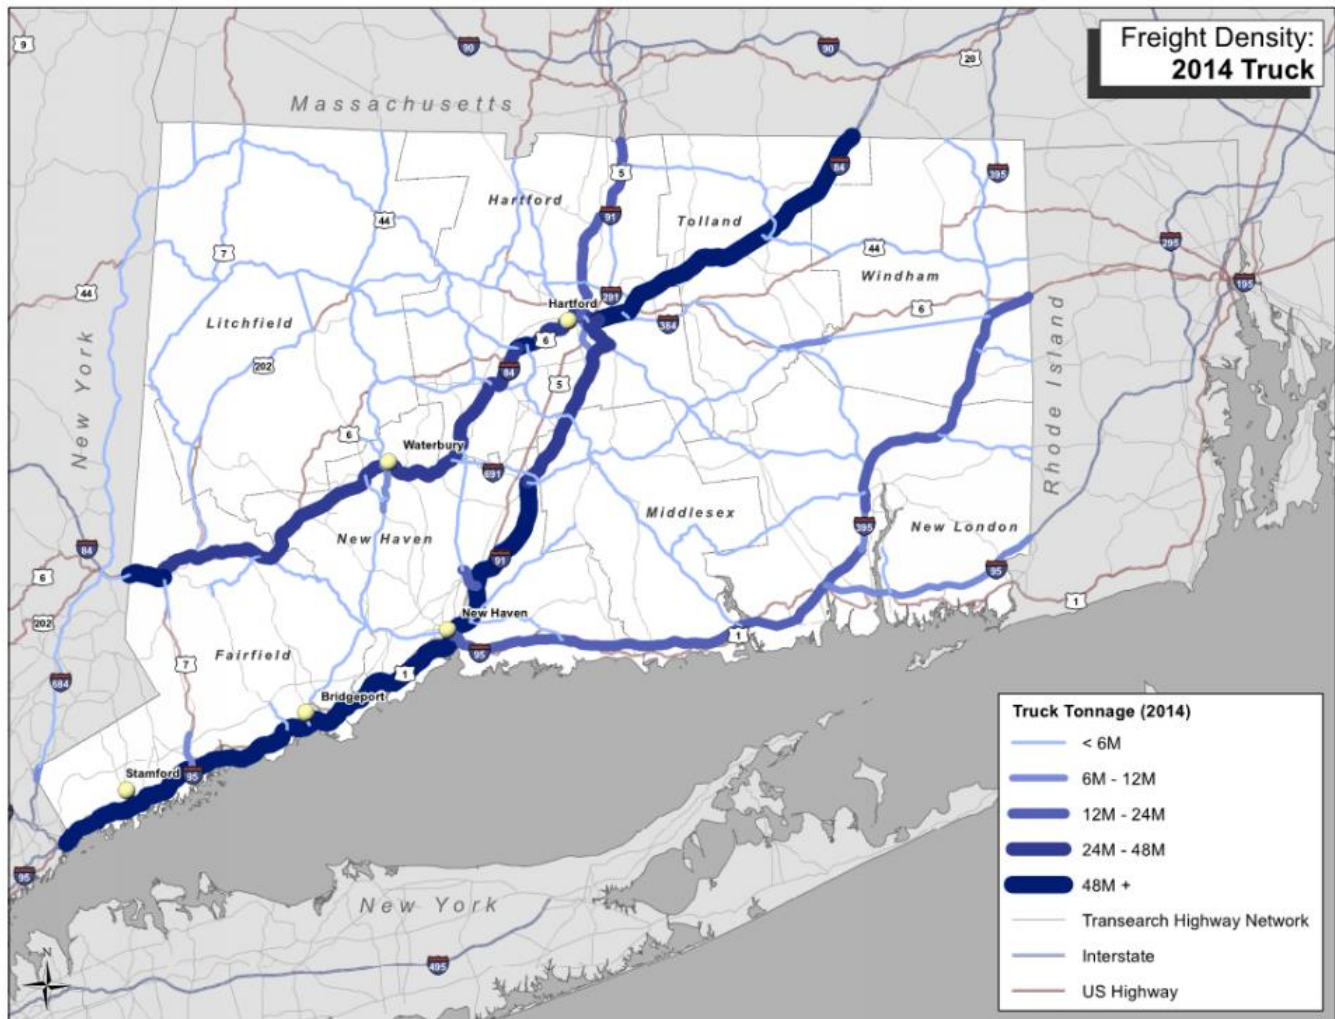 Freight Density:
2014 Truck
9
90
90
20
Massachusetts
5
84
395
Hartford
44
91
Tolland
7
44
295
Windham
44
291
195
Hartford
6
Litchfield
384
6
202
84
5
New York
Rhode Island
6
Waterbury
691
Middlesex
395
New London
New Haven
84
91
95
6
1
202
New Haven
1
95
Fairfield
7
1
684
Bridgeport
Stamford
95
95
New York
495
N
Truck Tonnage (2014)
< 6M
6M - 12M
12M - 24M
24M - 48M
48M +
Transearch Highway Network
Interstate
US Highway